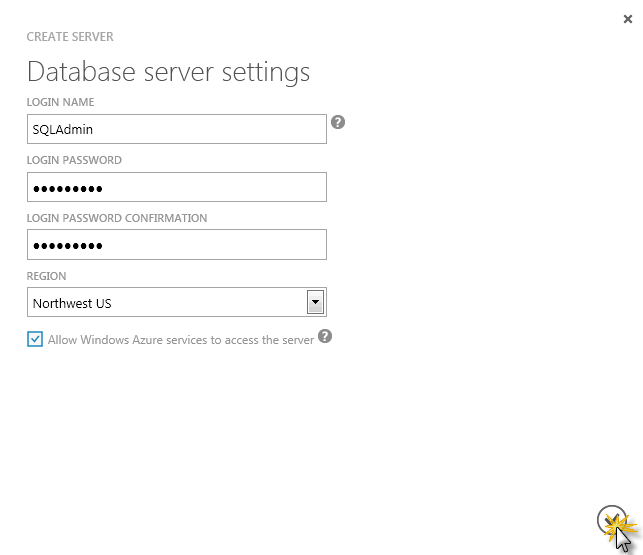 CREATE SERVER
Database server settings
LOGIN NAME
SQLAdmin
?
LOGIN PASSWORD
●●●●●●●●●
LOGIN PASSWORD CONFIRMATION
●●●●●●●●●
REGION
Northwest US
Allow Windows Azure services to access the server ?